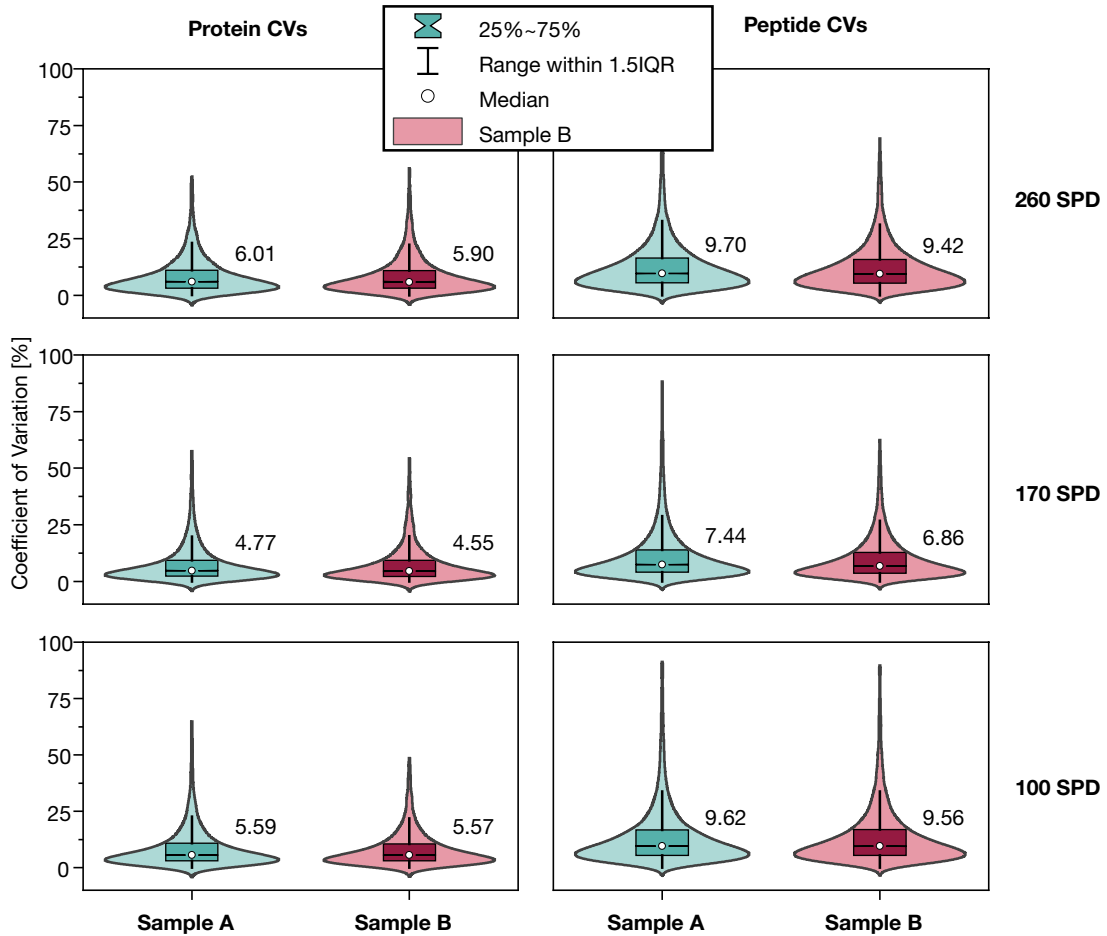 Protein CVs
Peptide CVs
25%~75%
Range within 1.5IQR
Median
Sample B
Coefficient of Variation [%]
100
75
50
25
0
6.01
5.90
9.70
9.42
260 SPD
100
75
50
25
0
4.77
4.55
7.44
6.86
170 SPD
100
75
50
25
0
5.59
5.57
9.62
9.56
100 SPD
Sample A
Sample B
Sample A
Sample B